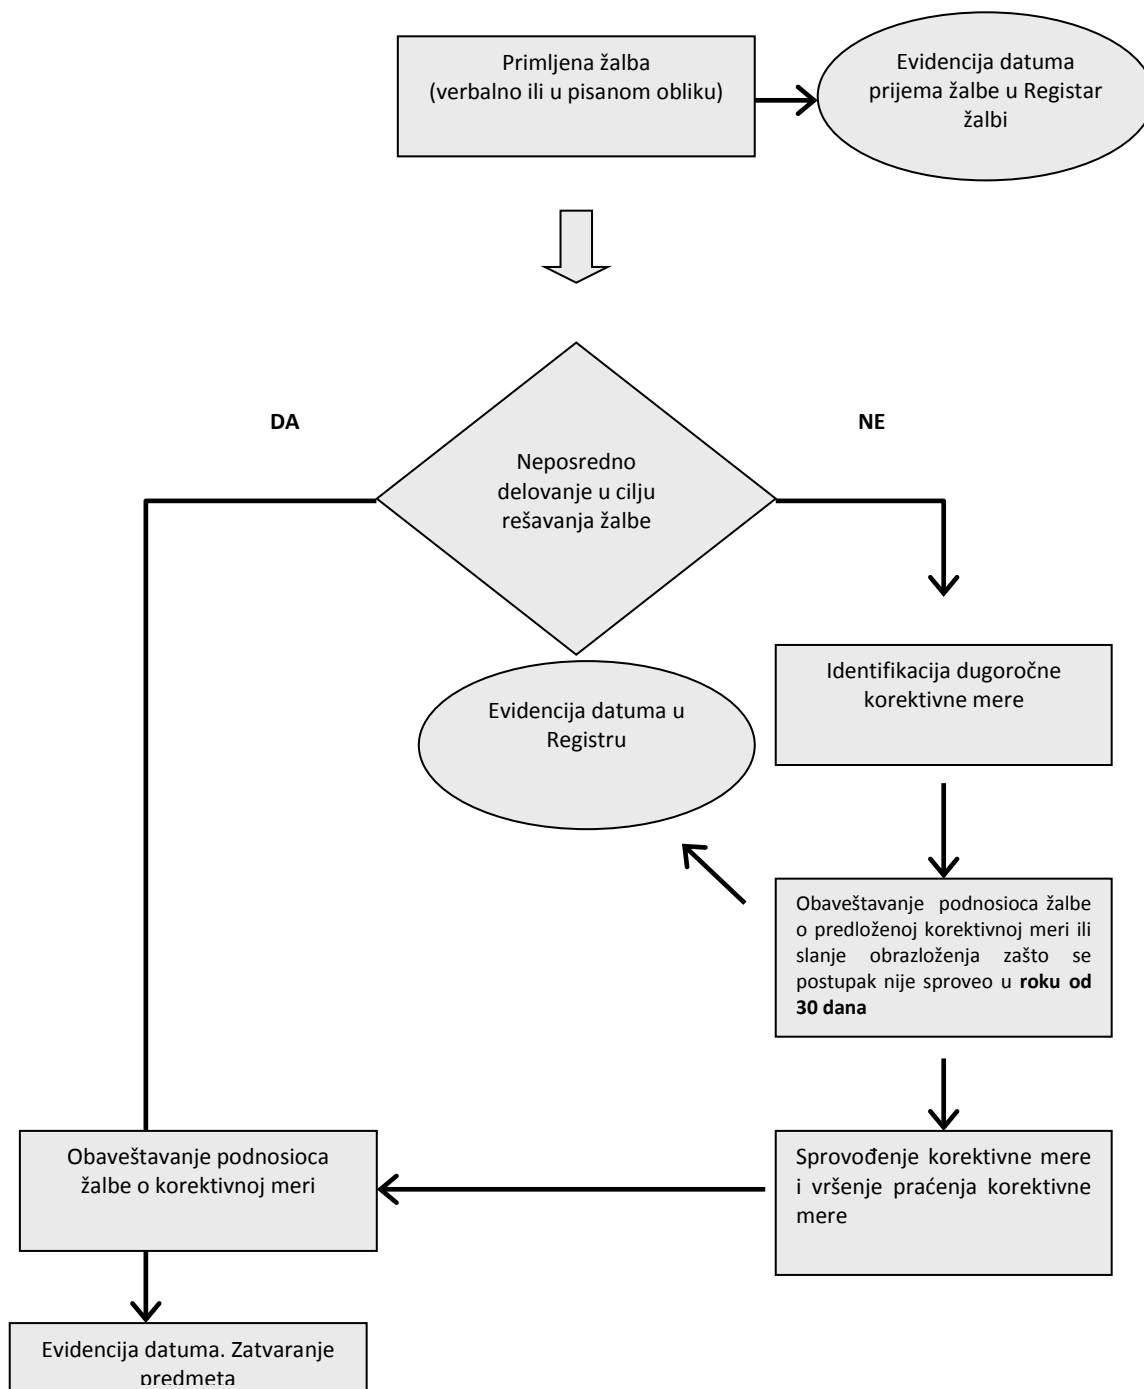 Primljena žalba
(verbalno ili u pisanom obliku)
Evidencija datuma
prijema žalbe u Registar
žalbi
DA
NE
Neposredno
delovanje u cilju
rešavanja žalbe
Identifikacija dugoročne
korektivne mere
Evidencija datuma u
Registru
Obaveštavanje podnosioca žalbe
o predloženoj korektivnoj meri ili
slanje obrazloženja zašto se
postupak nije sproveo u roku od
30 dana
Obaveštavanje podnosioca
žalbe o korektivnoj meri
Sprovođenje korektivne mere
i vršenje praćenja korektivne
mere
Evidencija datuma. Zatvaranje
predmeta